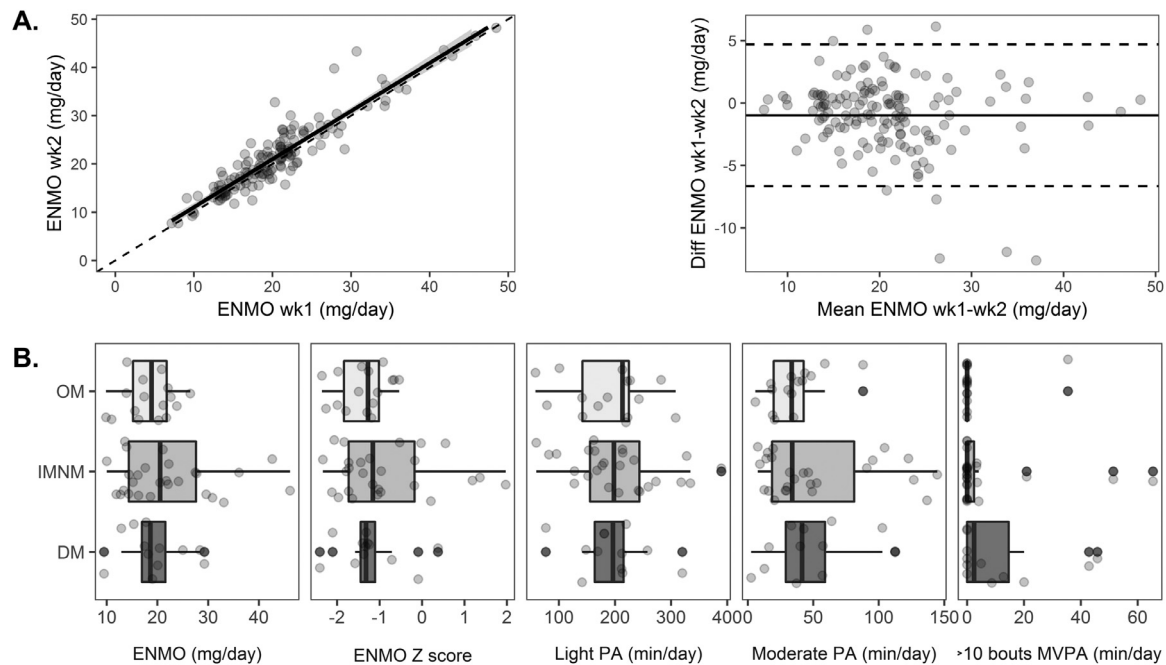 A.
50
40
30
20
10
0
ENMO wk2 (mg/day)
0 10 20 30 40 50
ENMO wk1 (mg/day)
5
0
-5
-10
Diff ENMO wk1-wk2 (mg/day)
10 20 30 40 50
Mean ENMO wk1-wk2 (mg/day)
B.
OM
IMNM
DM
10 20 30 40
ENMO (mg/day)
-2 -1 0 1 2
ENMO Z score
100 200 300 400
Light PA (min/day)
0 50 100 150
Moderate PA (min/day)
0 20 40 60
>10 bouts MVPA (min/day